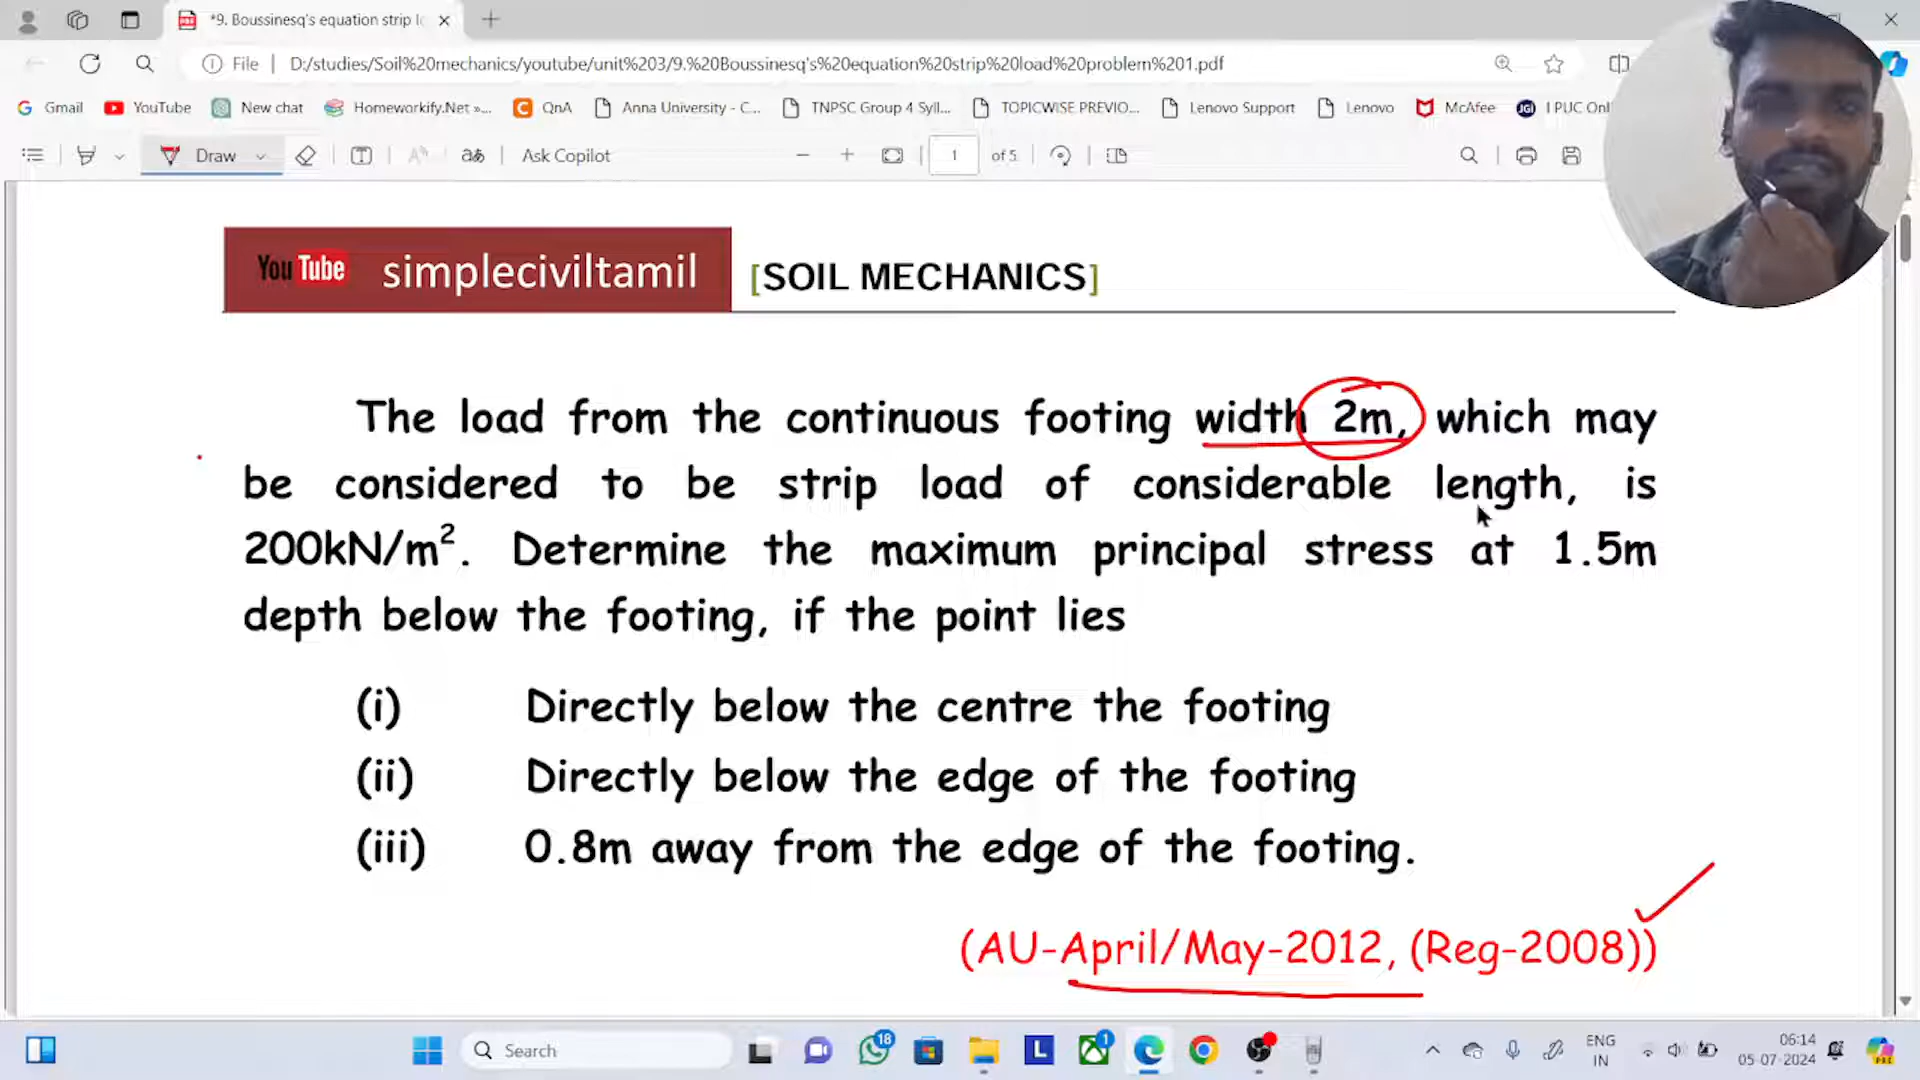 *9. Boussinesq's equation strip l
File
D:/studies/Soil%20mechanics/youtube/unit%203/9.%20Boussinesq's%20equation%20strip%20load%20problem%201.pdf
Gmail YouTube New chat Homeworkify.Net »... QnA Anna University - C... TNPSC Group 4 Syll... TOPICWISE PREVIO... Lenovo Support Lenovo McAfee I PUC Onl
Draw Ask Copilot 1 of 5
You Tube simpleciviltamil [SOIL MECHANICS]
The load from the continuous footing width 2m, which may
be considered to be strip load of considerable length, is
200kN/m². Determine the maximum principal stress at 1.5m
depth below the footing, if the point lies
(i) Directly below the centre the footing
(ii) Directly below the edge of the footing
(iii) 0.8m away from the edge of the footing.
(AU-April/May-2012, (Reg-2008))
Search
18
1
ENG
IN
06:14
05-07-2024